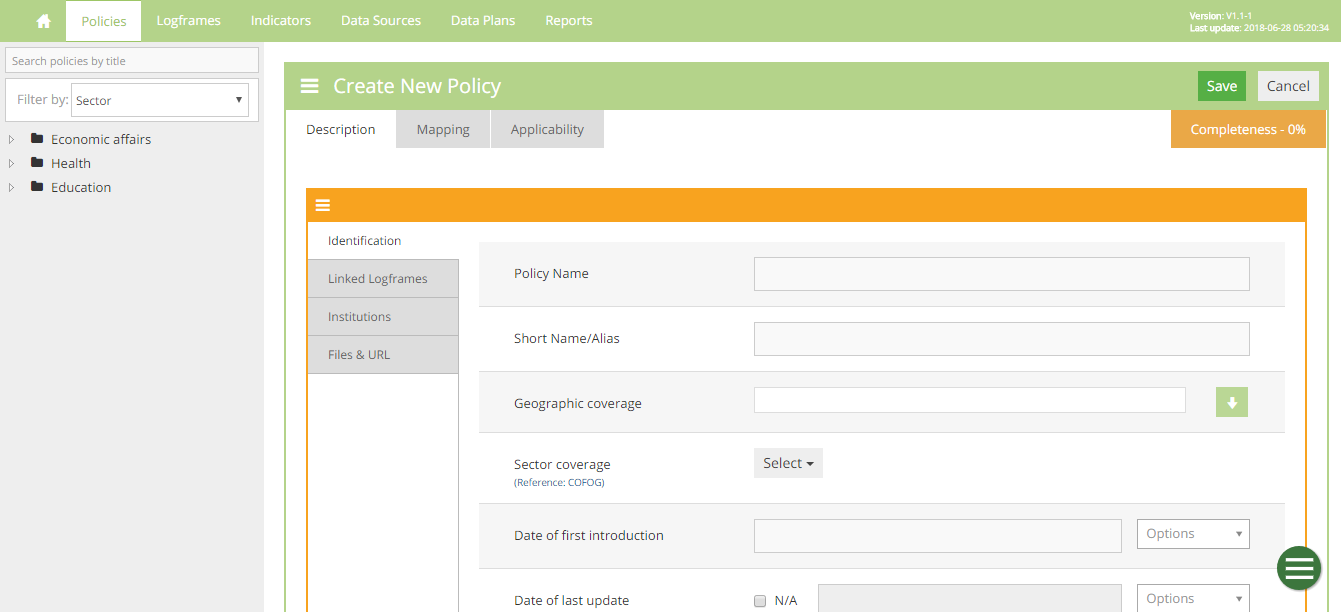 Policies Logframes Indicators Data Sources Data Plans Reports
Version: V1.1-1
Last update: 2018-06-28 05:20:34
Search policies by title
Filter by: Sector
Economic affairs
Health
Education
Create New Policy
Save Cancel
Description Mapping Applicability
Completeness - 0%
Identification
Linked Logframes
Institutions
Files & URL
Policy Name
Short Name/Alias
Geographic coverage
Sector coverage
(Reference: COFOG)
Select
Date of first introduction
Options
Date of last update
N/A
Options